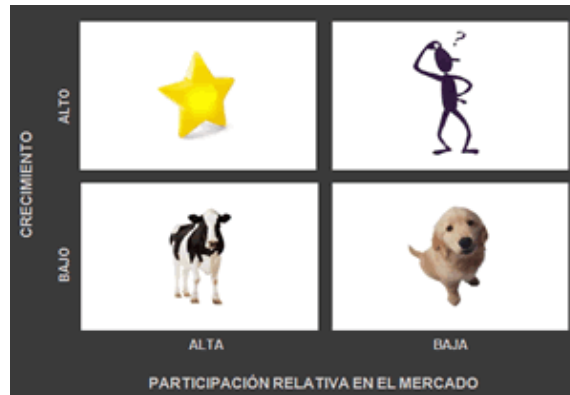 ?
CRECIMIENTO
ALTO
BAJO
ALTA
BAJA
PARTICIPACIÓN RELATIVA EN EL MERCADO